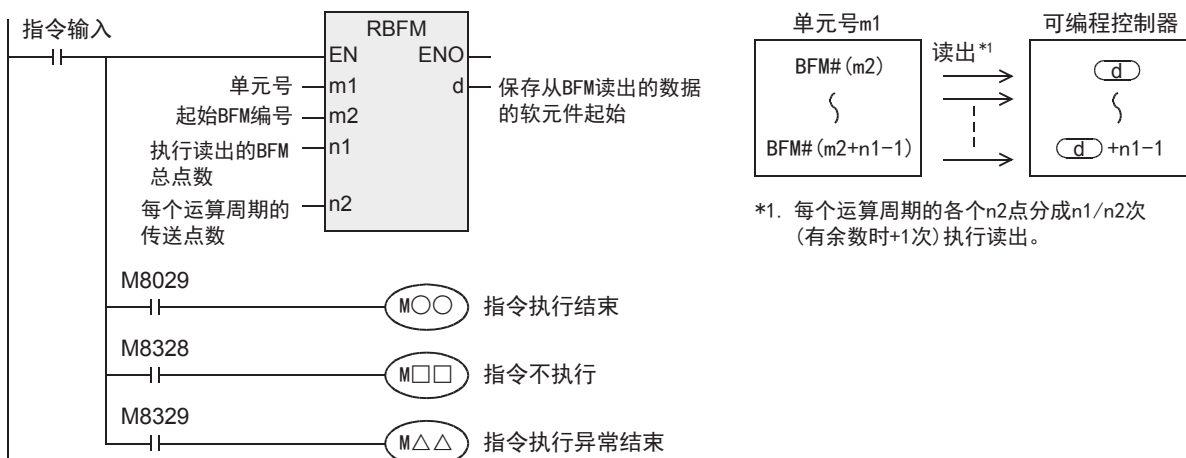 指令输入
RBFM
EN
ENO
单元号
m1
d
保存从BFM读出的数据
的软元件起始
起始BFM编号
m2
执行读出的BFM
总点数
n1
每个运算周期的
传送点数
n2
M8029
M○○
指令执行结束
M8328
M□□
指令不执行
M8329
M△△
指令执行异常结束
单元号m1
可编程控制器
BFM#(m2)
读出*1
d
BFM#(m2+n1-1)
d+n1-1
*1. 每个运算周期的各个n2点分成n1/n2次
(有余数时+1次)执行读出。